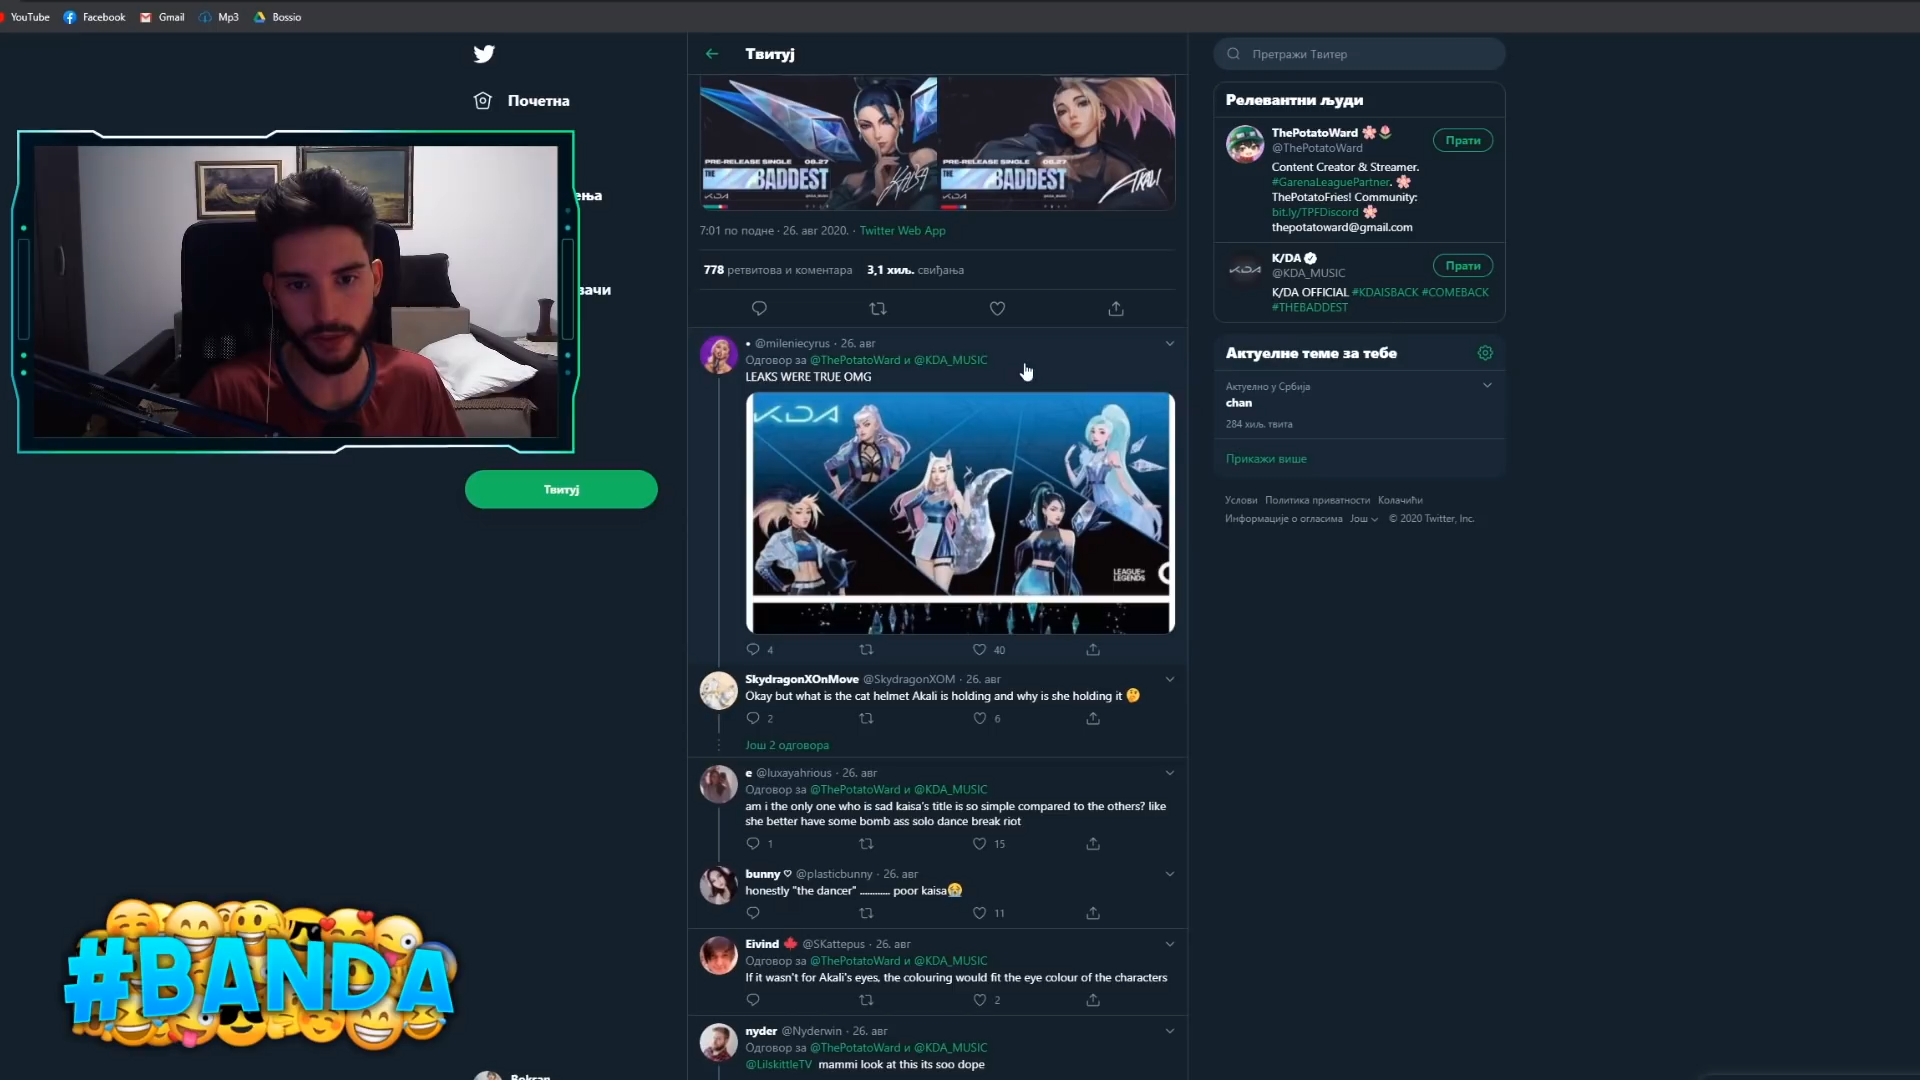 YouTube
Facebook
Gmail
Mp3
Bossio
Почетна
Твитуј
#BANDA
Твитуј
PRE-RELEASE SINGLE 08.27
THE BADDEST
K/DA
PRE-RELEASE SINGLE 08.27
THE BADDEST
AKALI
7:01 по подне · 26. авг 2020. · Twitter Web App
778 ретвитова и коментара 3,1 хиљ. свиђања
• @mileniecyrus · 26. авг
Одговор за @ThePotatoWard и @KDA_MUSIC
LEAKS WERE TRUE OMG
K/DA
LEAGUE OF LEGENDS
4
40
SkydragonXOnMove @SkydragonXOM · 26. авг
Okay but what is the cat helmet Akali is holding and why is she holding it 🤔
2
6
Још 2 одговора
e @luxayahrious · 26. авг
Одговор за @ThePotatoWard и @KDA_MUSIC
am i the only one who is sad kaisa's title is so simple compared to the others? like
she better have some bomb ass solo dance break riot
1
15
bunny ♡ @plasticbunny · 26. авг
honestly "the dancer" ............ poor kaisa😭
11
Eivind 🍁 @SKattepus · 26. авг
Одговор за @ThePotatoWard и @KDA_MUSIC
If it wasn't for Akali's eyes, the colouring would fit the eye colour of the characters
2
nyder @Nyderwin · 26. авг
Одговор за @ThePotatoWard и @KDA_MUSIC
@LilskittleTV mammi look at this its soo dope
Претражи Твитер
Релевантни људи
ThePotatoWard 🌸🌷
@ThePotatoWard
Прати
Content Creator & Streamer.
#GarenaLeaguePartner. 🌸
ThePotatoFries! Community:
bit.ly/TPFDiscord 🌸
thepotatoward@gmail.com
K/DA
@KDA_MUSIC
Прати
K/DA OFFICIAL #KDAISBACK #COMEBACK
#THEBADDEST
Актуелне теме за тебе
Актуелно у Србија
chan
284 хиљ. твита
Прикажи више
Услови Политика приватности Колачићи
Информације о огласима Још © 2020 Twitter, Inc.